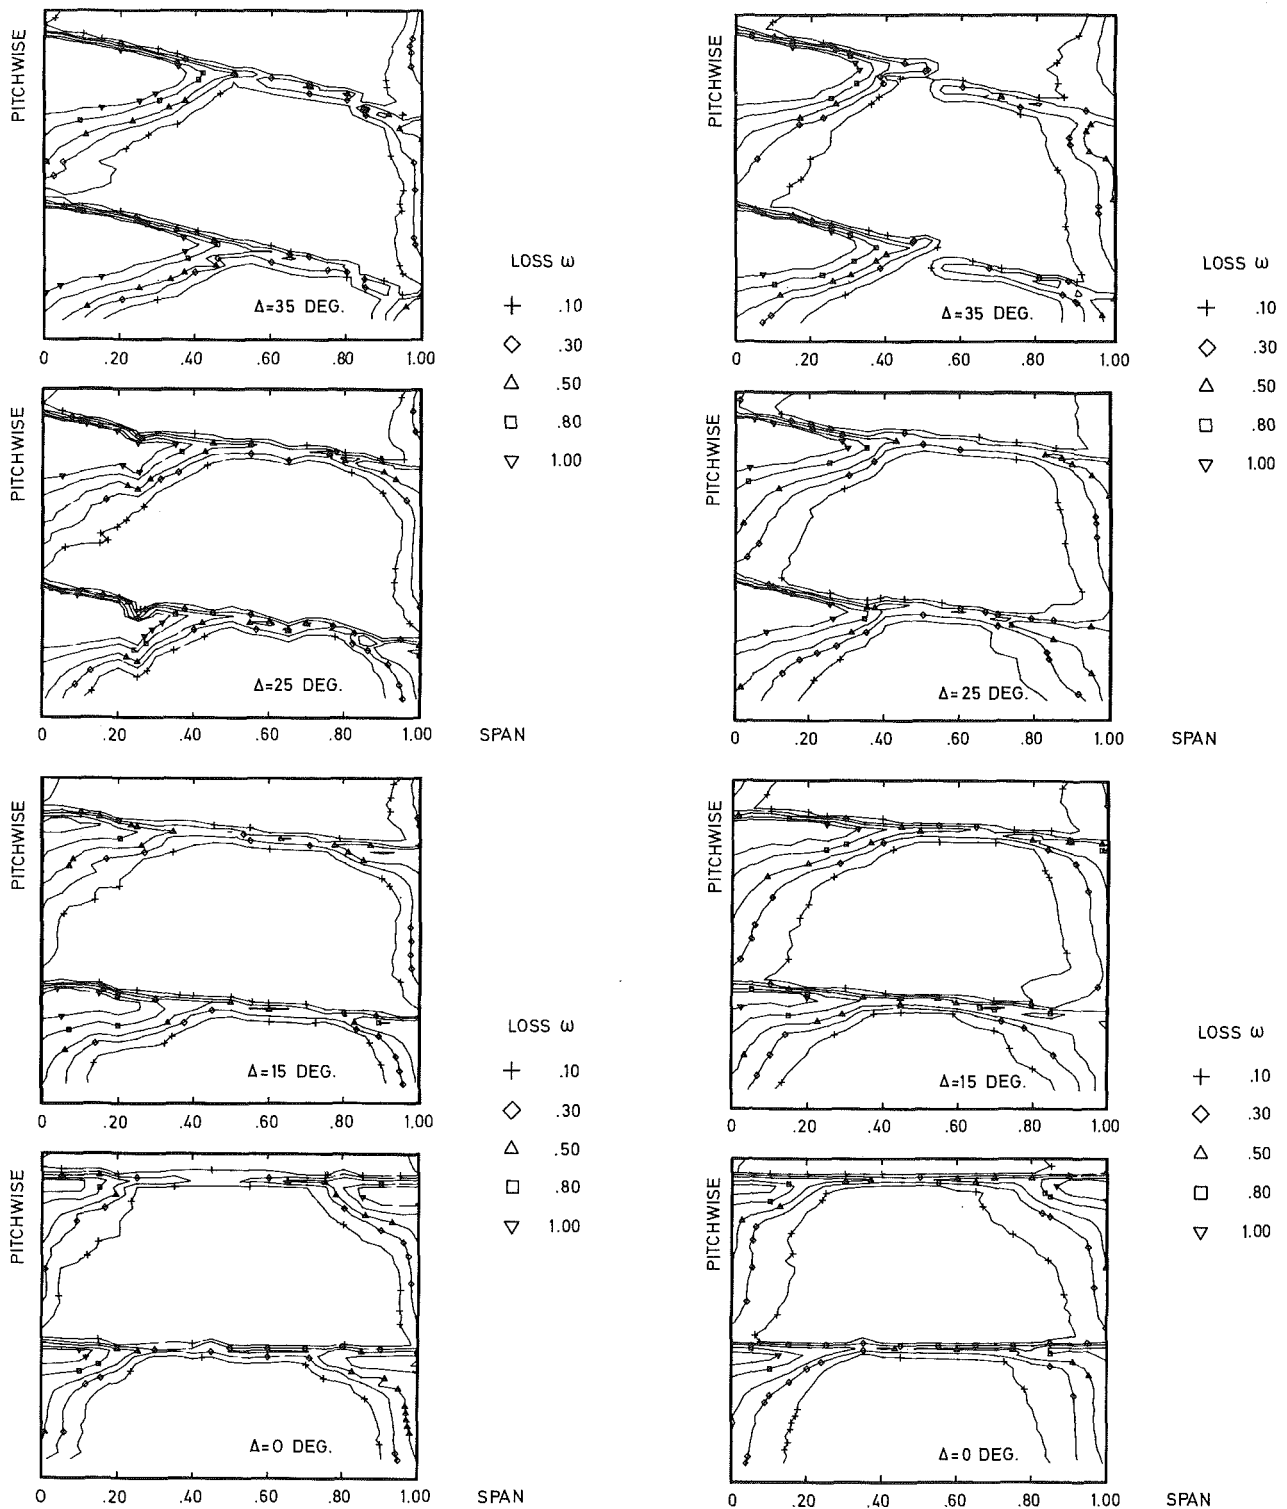 PITCHWISE
Δ=35 DEG.
0 .20 .40 .60 .80 1.00
LOSS ω
.10
.30
.50
.80
1.00
PITCHWISE
Δ=25 DEG.
0 .20 .40 .60 .80 1.00
SPAN
PITCHWISE
Δ=15 DEG.
0 .20 .40 .60 .80 1.00
LOSS ω
.10
.30
.50
.80
1.00
PITCHWISE
Δ=0 DEG.
0 .20 .40 .60 .80 1.00
SPAN
PITCHWISE
Δ=35 DEG.
0 .20 .40 .60 .80 1.00
LOSS ω
.10
.30
.50
.80
1.00
PITCHWISE
Δ=25 DEG.
0 .20 .40 .60 .80 1.00
SPAN
PITCHWISE
Δ=15 DEG.
0 .20 .40 .60 .80 1.00
LOSS ω
.10
.30
.50
.80
1.00
PITCHWISE
Δ=0 DEG.
0 .20 .40 .60 .80 1.00
SPAN